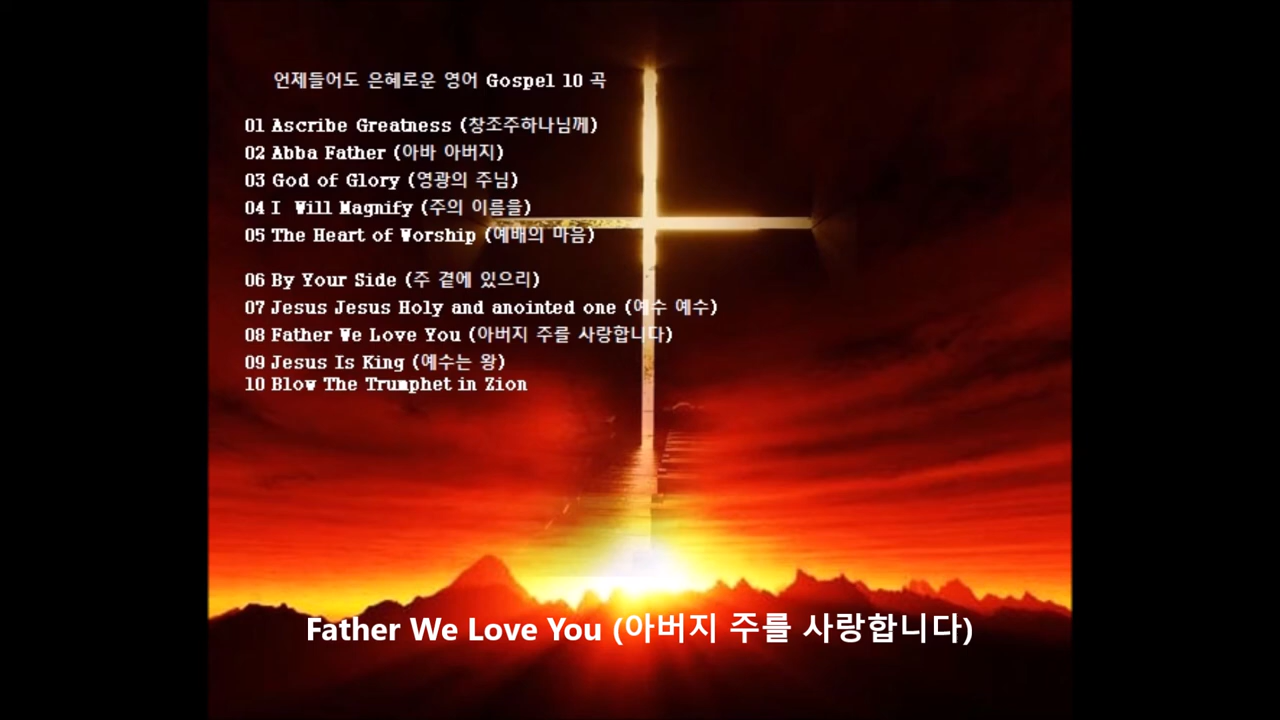 언제들어도 은혜로운 영어 Gospel 10 곡
01 Ascribe Greatness (창조주하나님께)
02 Abba Father (아바 아버지)
03 God of Glory (영광의 주님)
04 I Will Magnify (주의 이름을)
05 The Heart of Worship (예배의 마음)
06 By Your Side (주 곁에 있으리)
07 Jesus Jesus Holy and anointed one (예수 예수)
08 Father We Love You (아버지 주를 사랑합니다)
09 Jesus Is King (예수는 왕)
10 Blow The Trumphet in Zion
Father We Love You (아버지 주를 사랑합니다)